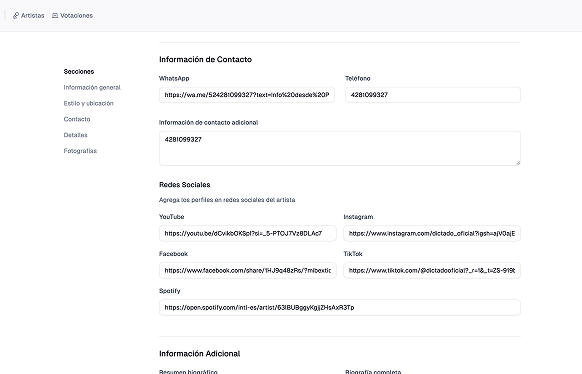 Artistas Votaciones
Secciones
Información general
Estilo y ubicación
Contacto
Detalles
Fotografías
Información de Contacto
WhatsApp
https://wa.me/524281099327?text=Info%20desde%20P
Teléfono
4281099327
Información de contacto adicional
4281099327
Redes Sociales
Agrega los perfiles en redes sociales del artista
YouTube
https://youtu.be/dCvikbOKSpI?si=_5-PTOJ7Vz8DLAc7
Instagram
https://www.instagram.com/dictado_oficial?igsh=ajV0ajE
Facebook
https://www.facebook.com/share/1HJ9q48zRs/?mibextic
TikTok
https://www.tiktok.com/@dictadooficial?_r=1&_t=ZS-919t
Spotify
https://open.spotify.com/intl-es/artist/63IBUBggyKgjjZHsAxR3Tp
Información Adicional
Resumen biográfico
Biografía completa